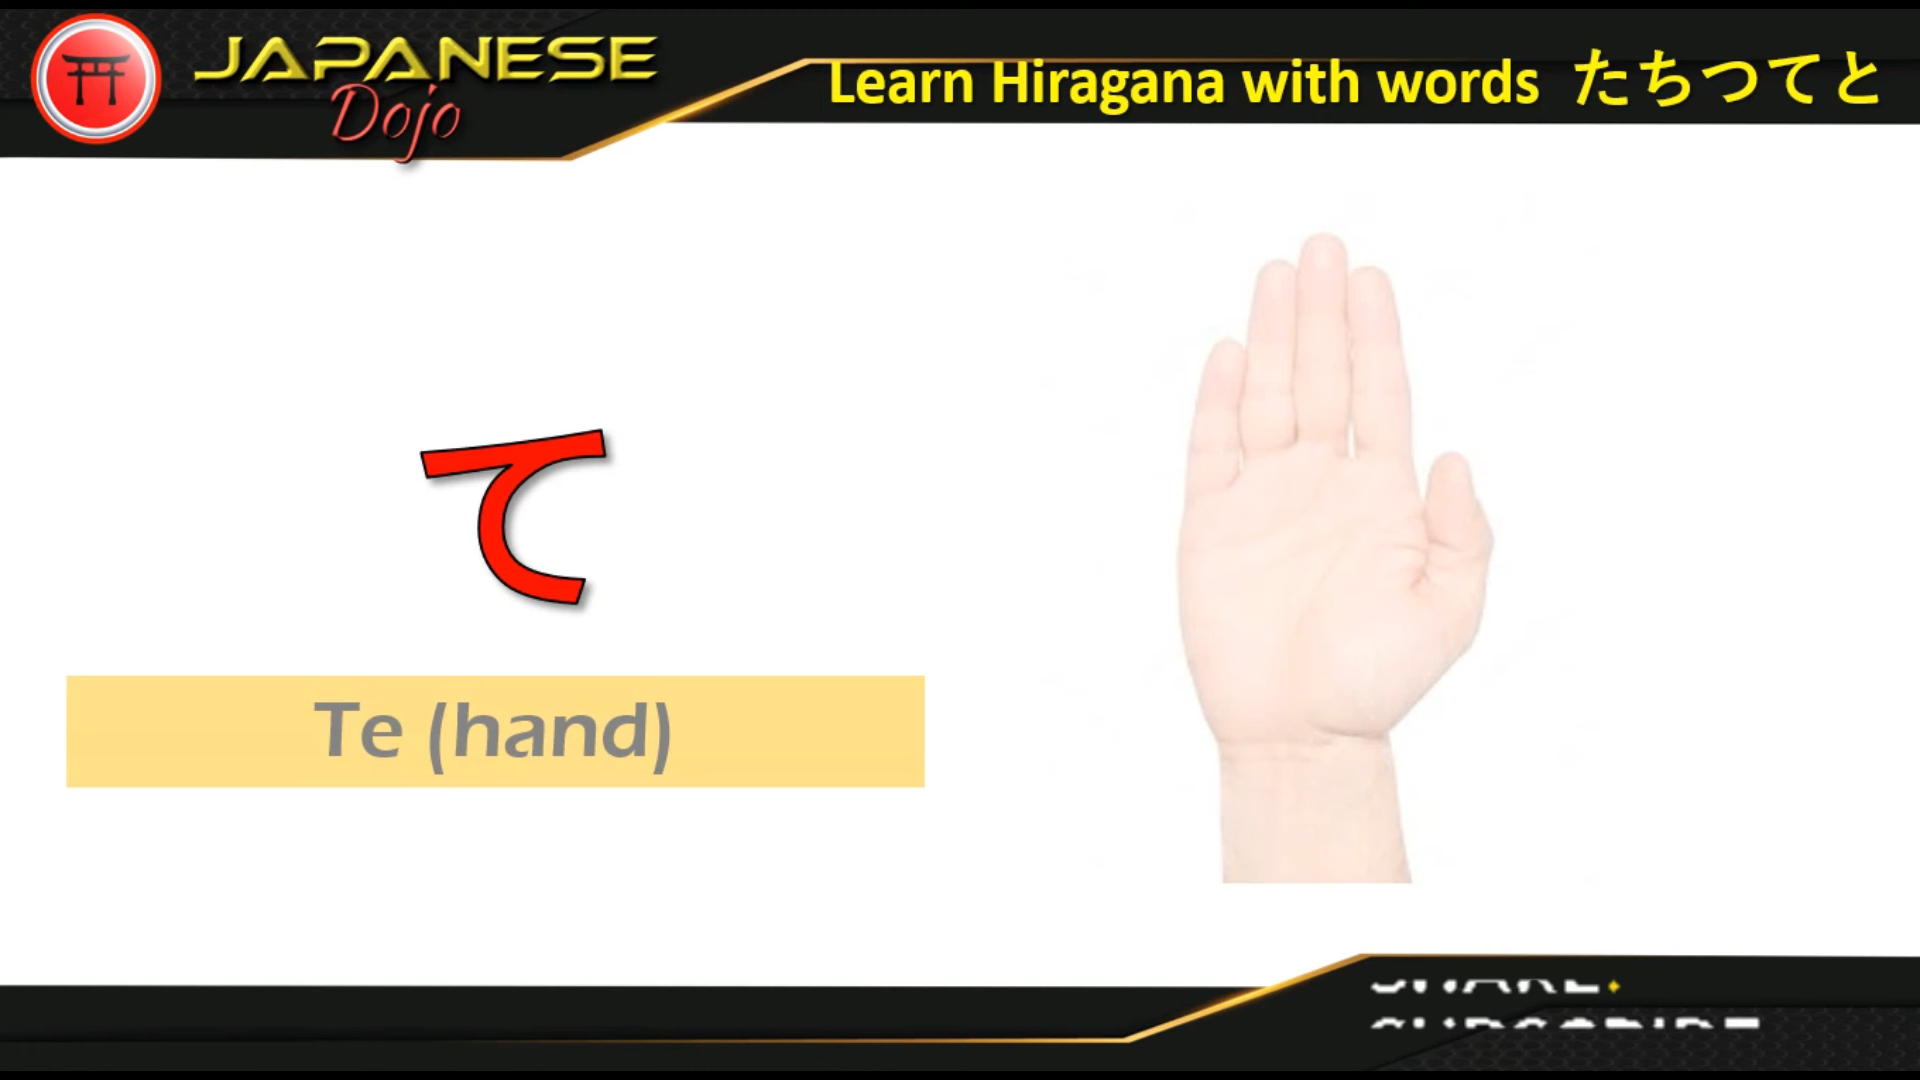 JAPANESE
Dojo
Learn Hiragana with words たちつてと
て
Te (hand)